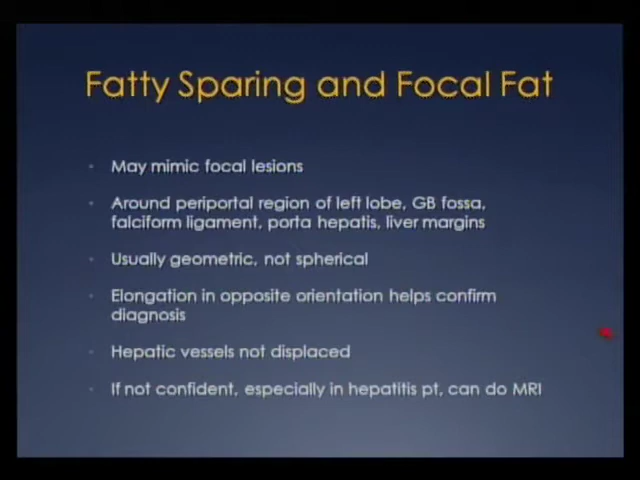 Fatty Sparing and Focal Fat
May mimic focal lesions
Around periportal region of left lobe, GB fossa,
falciform ligament, porta hepatis, liver margins
Usually geometric, not spherical
Elongation in opposite orientation helps confirm
diagnosis
Hepatic vessels not displaced
If not confident, especially in hepatitis pt, can do MRI